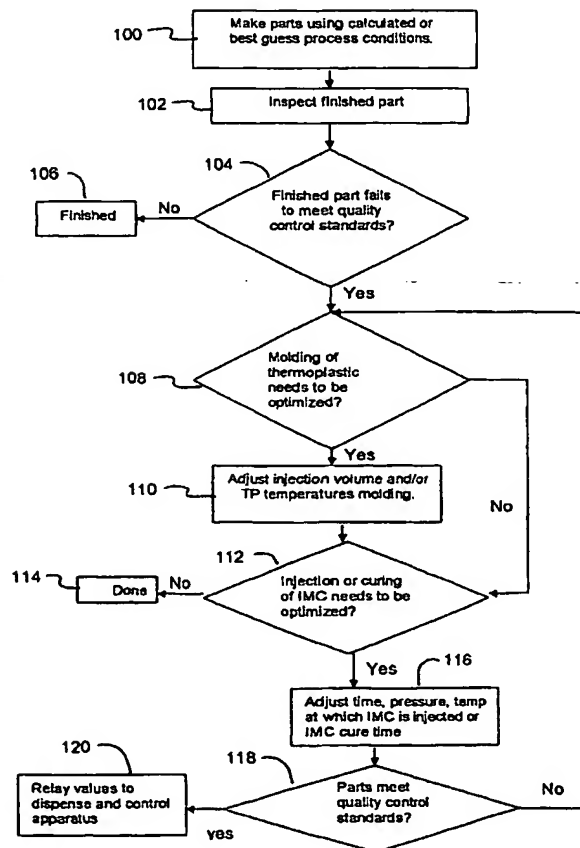 100
Make parts using calculated or
best guess process conditions.
102
Inspect finished part
104
106
Finished part fails
to meet quality
control standards?
Finished
No
Yes
108
Molding of
thermoplastic
needs to be
optimized?
Yes
No
110
Adjust injection volume and/or
TP temperatures molding.
112
114
Done
No
Injection or curing
of IMC needs to be
optimized?
Yes
116
Adjust time, pressure, temp
at which IMC is injected or
IMC cure time
118
120
Relay values to
dispense and control
apparatus
yes
Parts meet
quality control
standards?
No